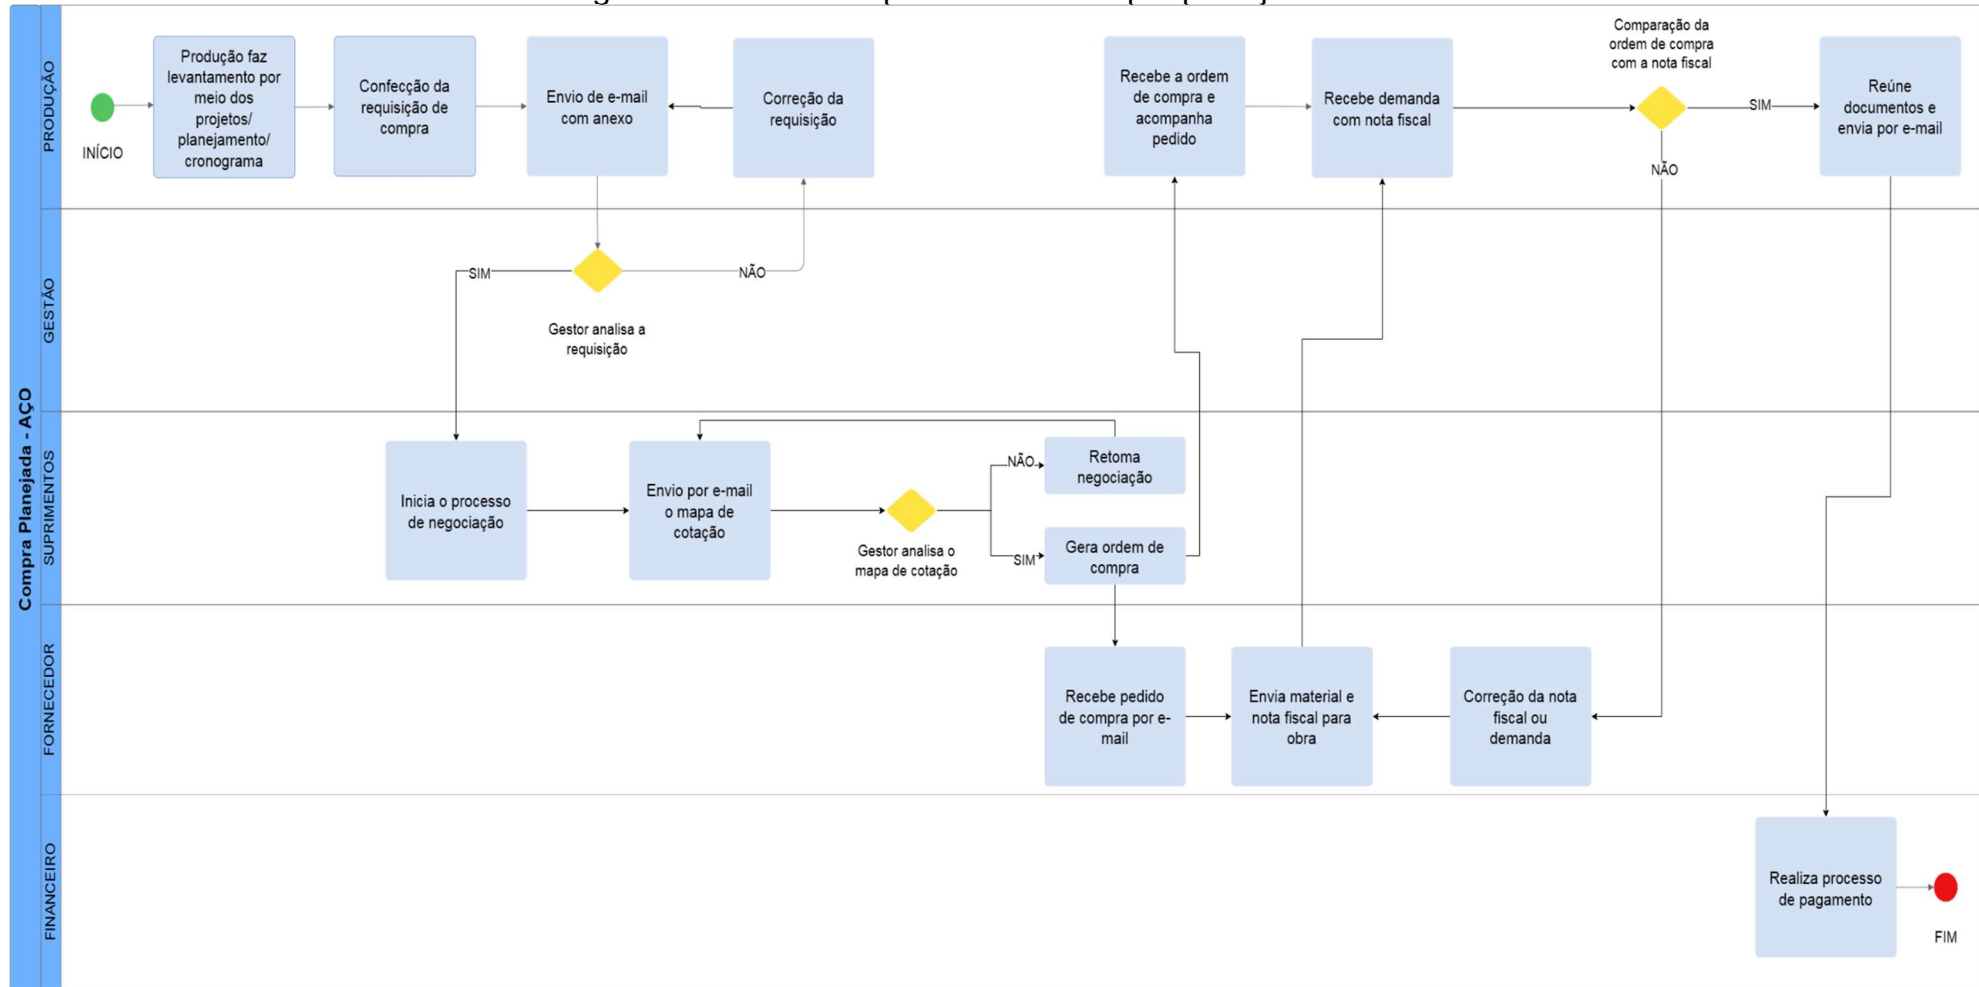 Compra Planejada - AÇO
PRODUÇÃO
INÍCIO
Produção faz
levantamento por
meio dos
projetos/
planejamento/
cronograma
Confecção da
requisição de
compra
Envio de e-mail
com anexo
Correção da
requisição
Recebe a ordem
de compra e
acompanha
pedido
Recebe demanda
com nota fiscal
Comparação da
ordem de compra
com a nota fiscal
SIM
NÃO
Reúne
documentos e
envia por e-mail
GESTÃO
SIM
NÃO
Gestor analisa a
requisição
SUPRIMENTOS
Inicia o processo
de negociação
Envio por e-mail
o mapa de
cotação
Gestor analisa o
mapa de cotação
NÃO
Retoma
negociação
SIM
Gera ordem de
compra
FORNECEDOR
Recebe pedido
de compra por e-
mail
Envia material e
nota fiscal para
obra
Correção da nota
fiscal ou
demanda
FINANCEIRO
Realiza processo
de pagamento
FIM